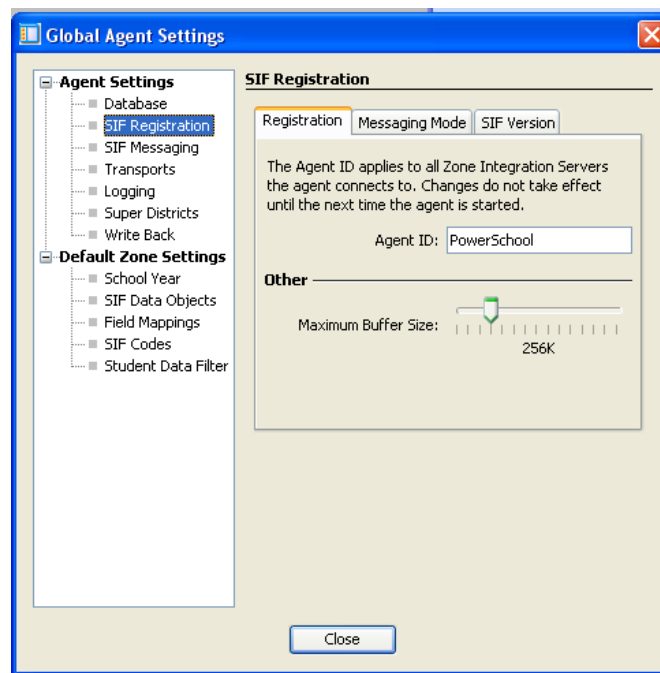 Global Agent Settings
Agent Settings
Database
SIF Registration
SIF Messaging
Transports
Logging
Super Districts
Write Back
Default Zone Settings
School Year
SIF Data Objects
Field Mappings
SIF Codes
Student Data Filter
SIF Registration
Registration Messaging Mode SIF Version
The Agent ID applies to all Zone Integration Servers
the agent connects to. Changes do not take effect
until the next time the agent is started.
Agent ID: PowerSchool
Other
Maximum Buffer Size:
256K
Close